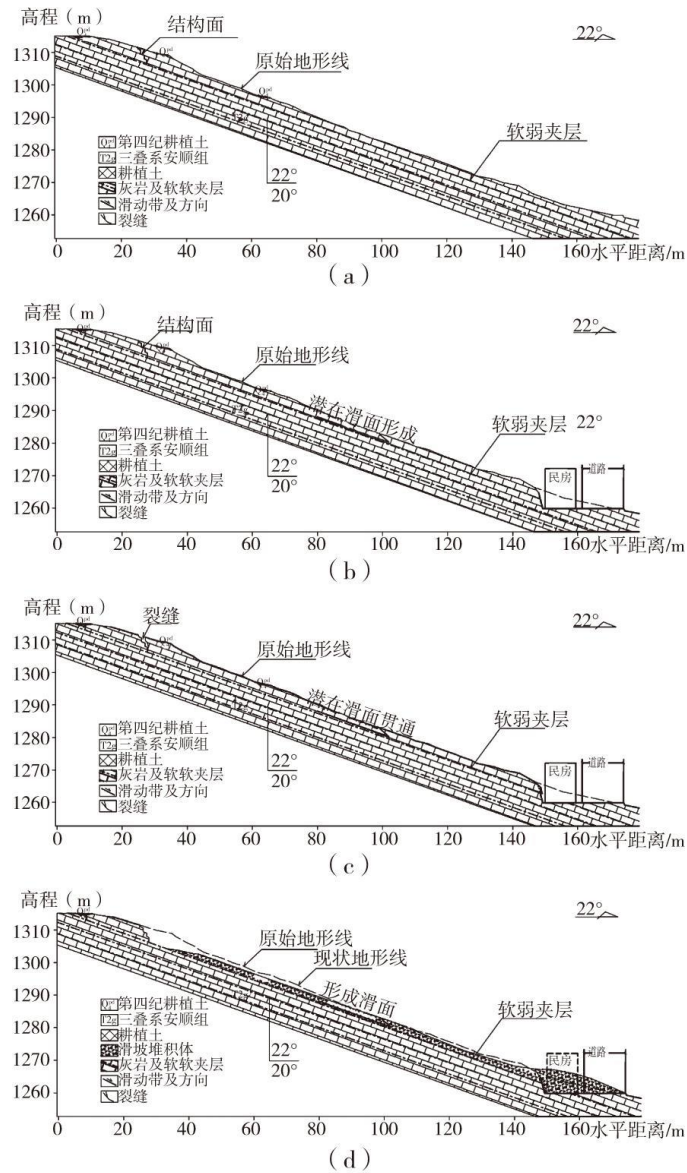 高程（m）
结构面
22°
1310
原始地形线
1300
1290
软弱夹层
1280
第四纪耕植土
三叠系安顺组
1270
耕植土
22°
灰岩及软软夹层
20°
滑动带及方向
1260
裂缝
0 20 40 60 80 100 120 140 160 水平距离/m
（a）
高程（m）
结构面
22°
1310
原始地形线
1300
潜在滑面形成
1290
软弱夹层 22°
1280
第四纪耕植土
三叠系安顺组
1270
耕植土
22°
民房 道路
灰岩及软软夹层
20°
滑动带及方向
1260
裂缝
0 20 40 60 80 100 120 140 160 水平距离/m
（b）
高程（m）
裂缝
22°
1310
原始地形线
1300
潜在滑面贯通
1290
软弱夹层
1280
第四纪耕植土
三叠系安顺组
1270
耕植土
22°
民房 道路
灰岩及软软夹层
20°
滑动带及方向
1260
裂缝
0 20 40 60 80 100 120 140 160 水平距离/m
（c）
高程（m）
22°
1310
原始地形线
现状地形线
1300
形成滑面
1290
软弱夹层
第四纪耕植土
1280
三叠系安顺组
耕植土
1270
滑坡堆积体
22°
民房 道路
灰岩及软软夹层
20°
滑动带及方向
1260
裂缝
0 20 40 60 80 100 120 140 160 水平距离/m
（d）